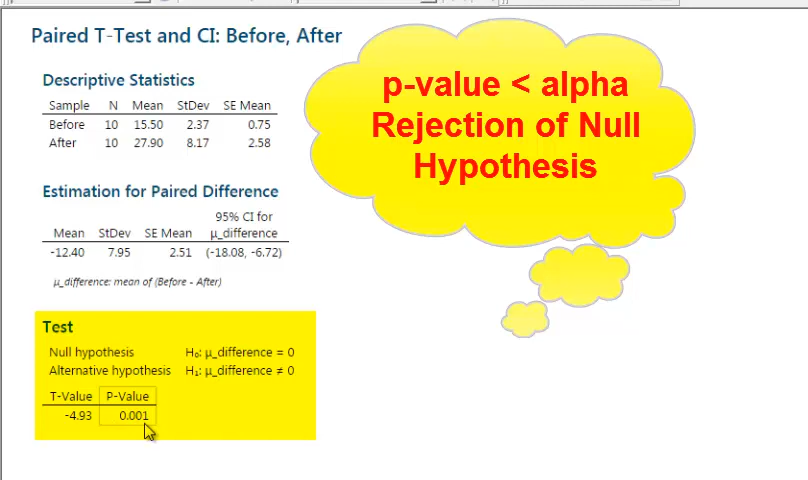 Paired T-Test and CI: Before, After
p-value < alpha
Rejection of Null
Hypothesis
Descriptive Statistics
Sample N Mean StDev SE Mean
Before 10 15.50 2.37 0.75
After 10 27.90 8.17 2.58
Estimation for Paired Difference
95% CI for
Mean StDev SE Mean μ_difference
-12.40 7.95 2.51 (-18.08, -6.72)
μ_difference: mean of (Before - After)
Test
Null hypothesis H₀: μ_difference = 0
Alternative hypothesis H₁: μ_difference ≠ 0
T-Value P-Value
-4.93 0.001